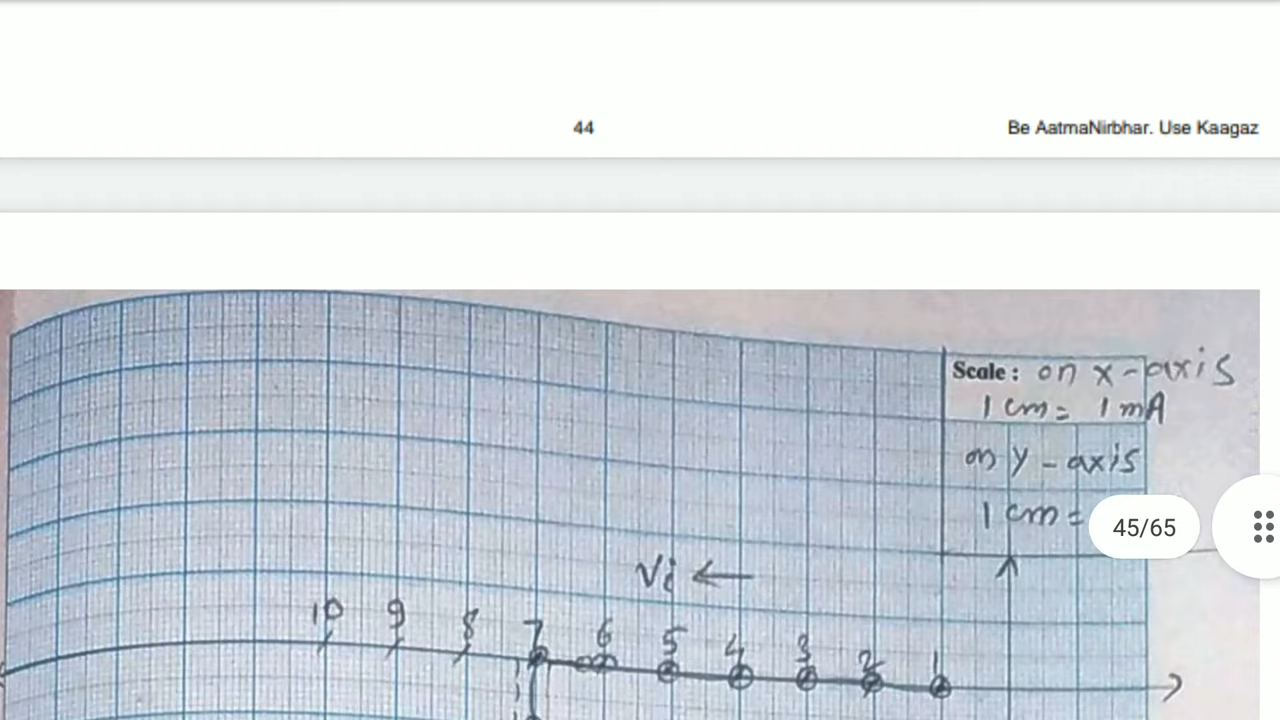 44
Be AatmaNirbhar. Use Kaagaz
Scale : on x-axis
1 cm = 1 mA
on y-axis
1 cm =
45/65
Vi ←
10 9 8 7 6 5 4 3 2 1